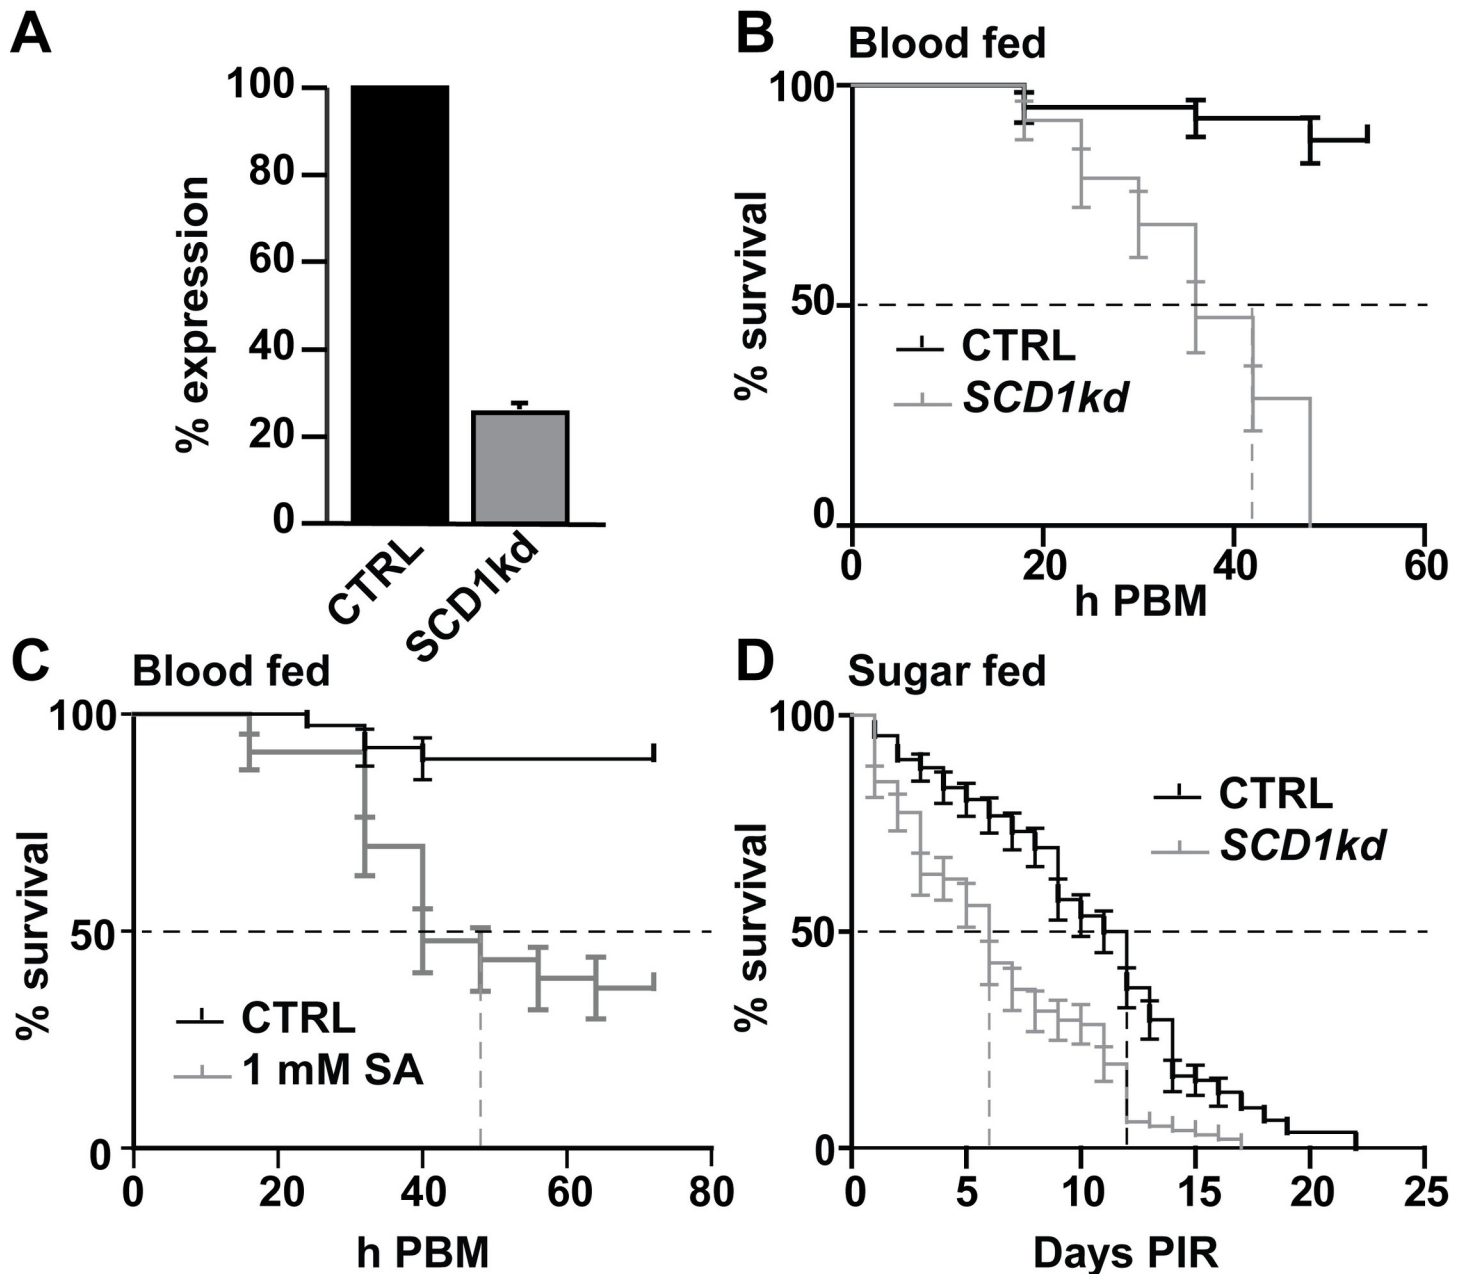 A
% expression
100
80
60
40
20
0
CTRL
SCD1kd
B
Blood fed
% survival
100
50
0
CTRL
SCD1kd
0 20 40 60
h PBM
C
Blood fed
% survival
100
50
0
CTRL
1 mM SA
0 20 40 60 80
h PBM
D
Sugar fed
% survival
100
50
0
CTRL
SCD1kd
0 5 10 15 20 25
Days PIR